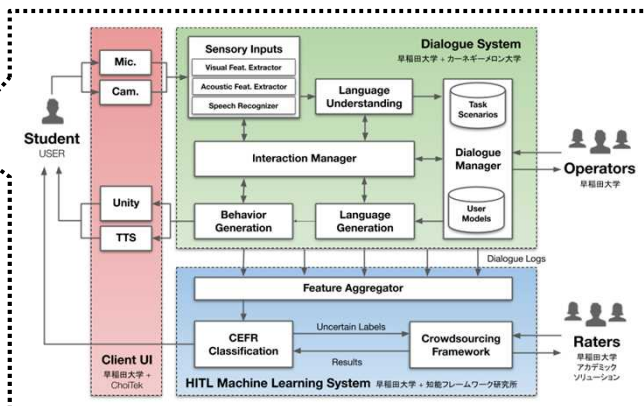 Sensory Inputs
Visual Feat. Extractor
Acoustic Feat. Extractor
Speech Recognizer
Dialogue System
早稲田大学 + カーネギーメロン大学
Mic.
Cam.
Language
Understanding
Task
Scenarios
Student
USER
Interaction Manager
Dialogue
Manager
Operators
早稲田大学
Unity
TTS
Behavior
Generation
Language
Generation
User
Models
Dialogue Logs
Feature Aggregator
CEFR
Classification
Uncertain Labels
Results
Crowdsourcing
Framework
Raters
早稲田大学
アカデミック
ソリューション
Client UI
早稲田大学 +
ChoiTek
HITL Machine Learning System 早稲田大学 + 知能フレームワーク研究所